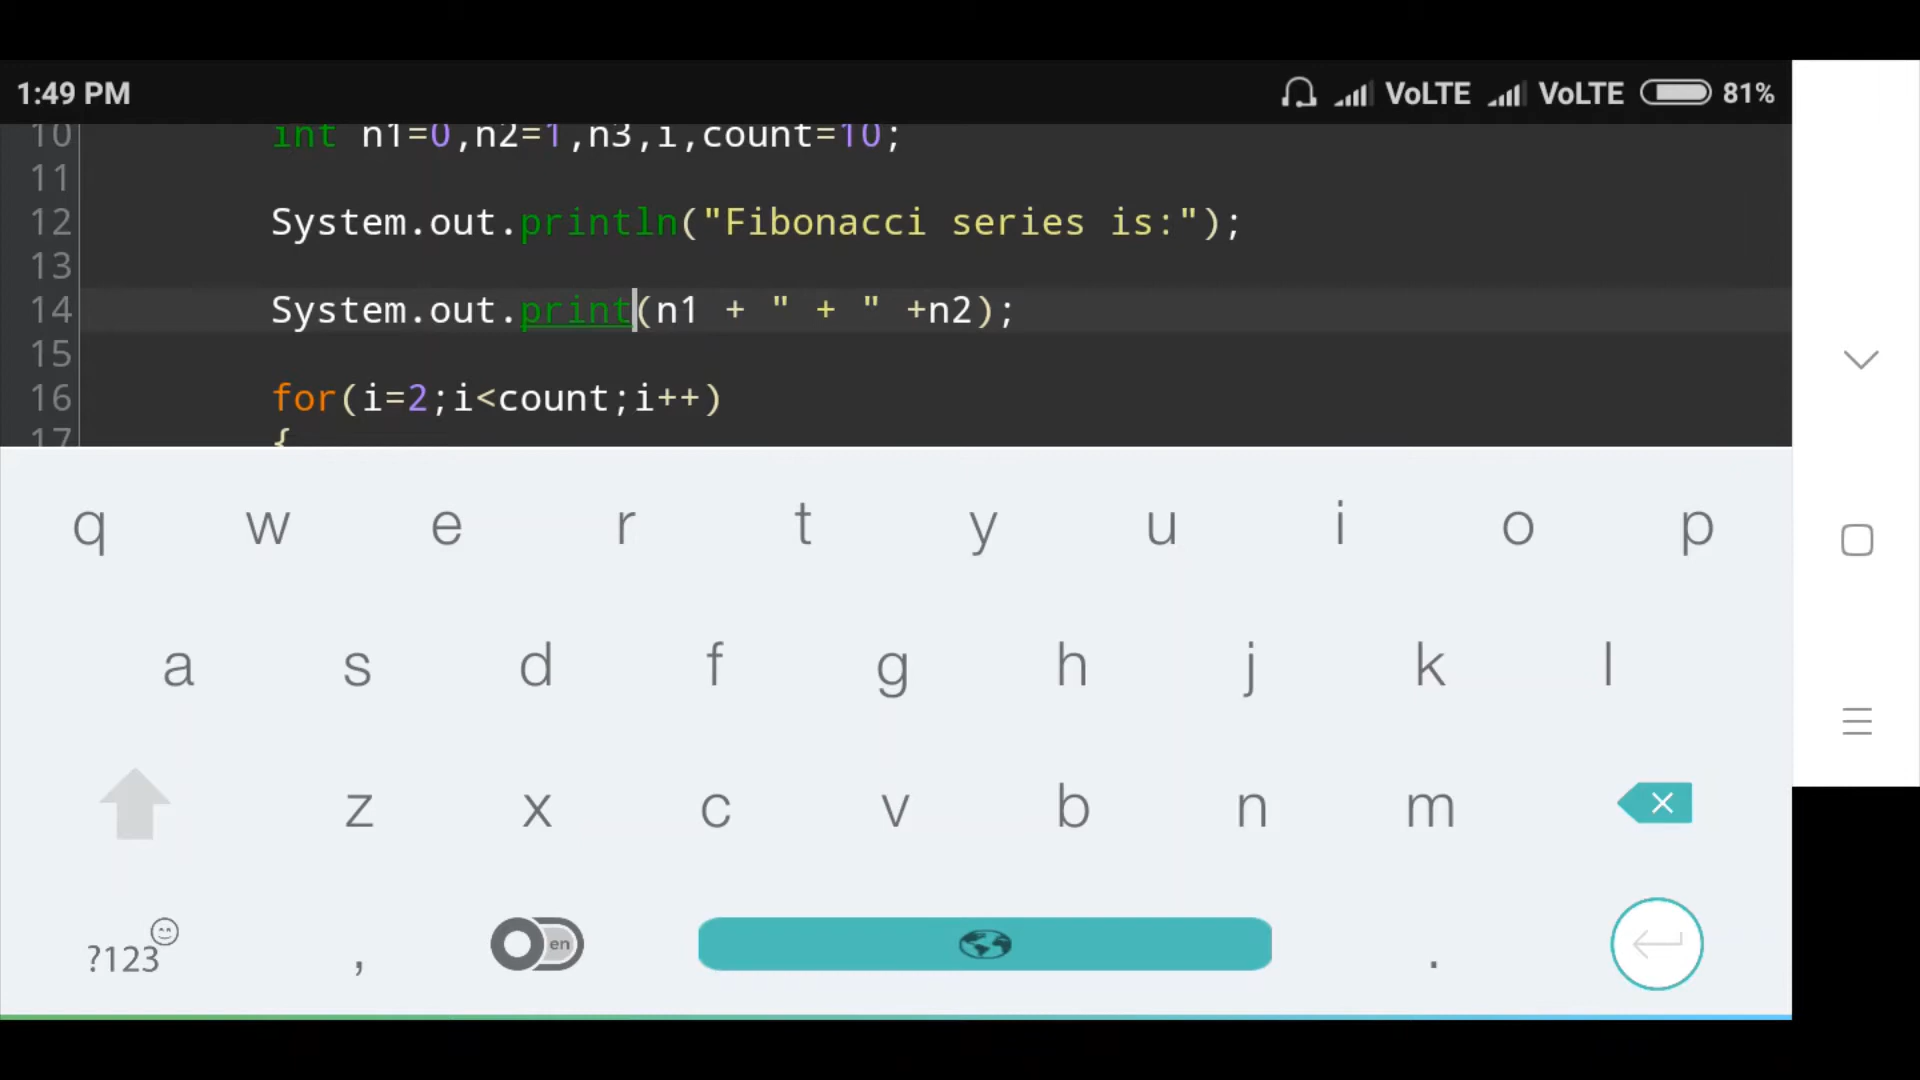 1:49 PM VoLTE VoLTE 81%
10 int n1=0,n2=1,n3,i,count=10;
11
12 System.out.println("Fibonacci series is:");
13
14 System.out.print(n1 + " + " +n2);
15
16 for(i=2;i<count;i++)
17 {
q w e r t y u i o p
a s d f g h j k l
z x c v b n m
?123 , en .